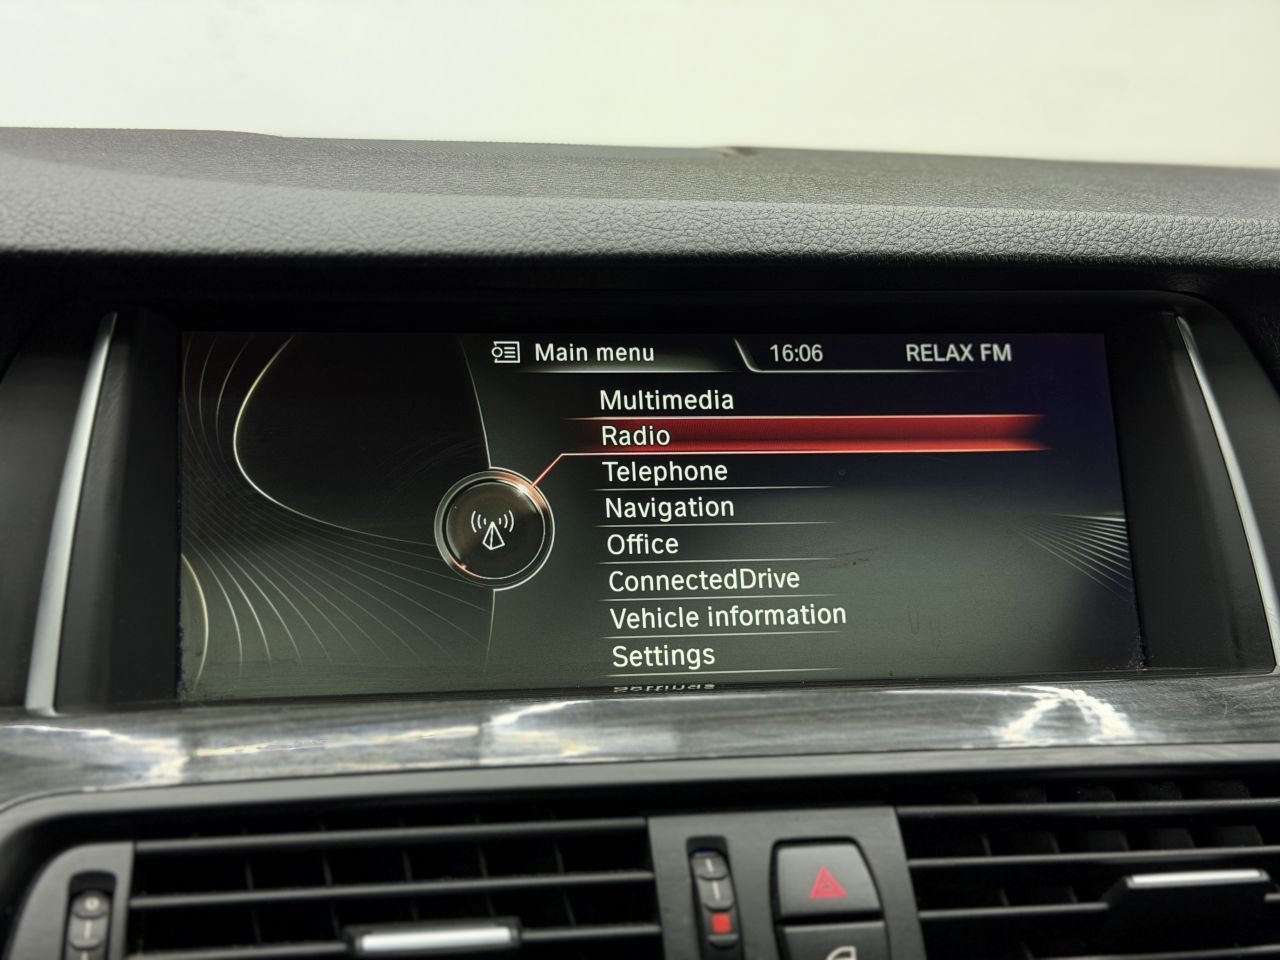 Main menu 16:06 RELAX FM
Multimedia
Radio
Telephone
Navigation
Office
ConnectedDrive
Vehicle information
Settings